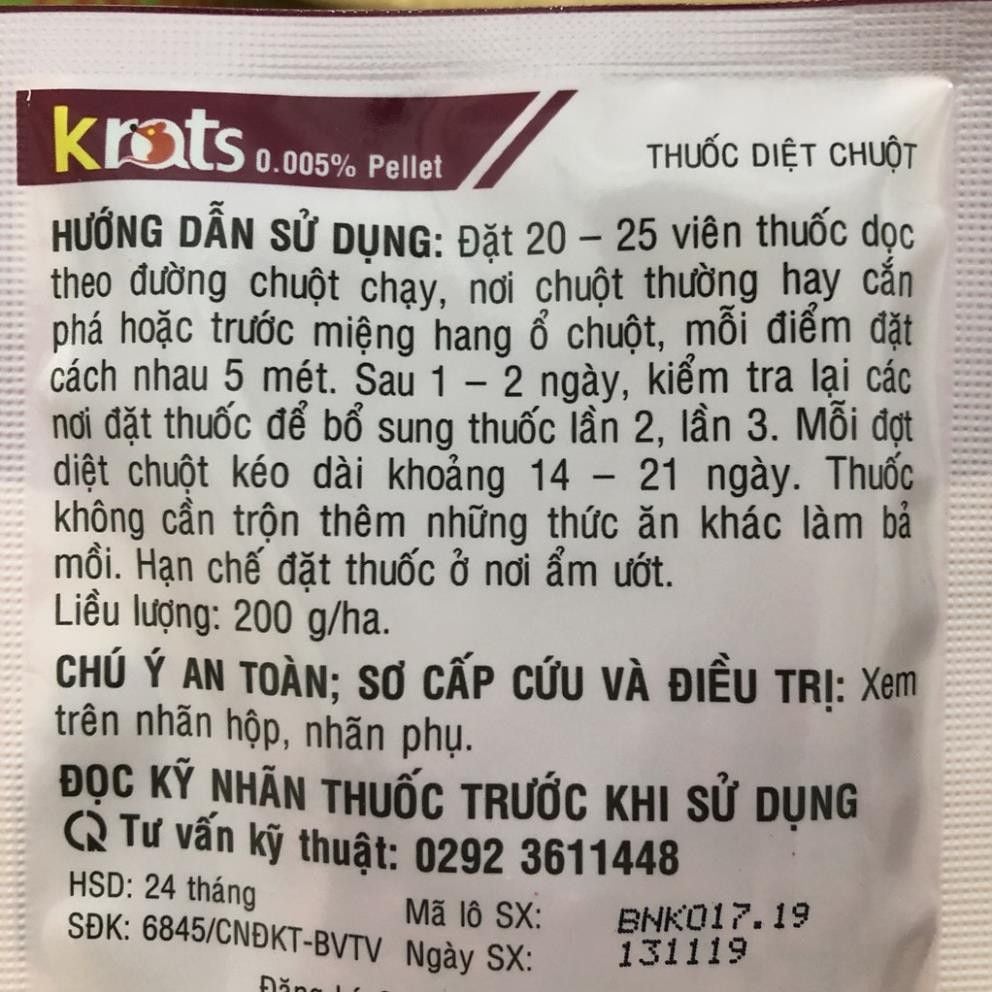 krats 0.005% Pellet
THUỐC DIỆT CHUỘT
HƯỚNG DẪN SỬ DỤNG: Đặt 20 – 25 viên thuốc dọc
theo đường chuột chạy, nơi chuột thường hay cắn
phá hoặc trước miệng hang ổ chuột, mỗi điểm đặt
cách nhau 5 mét. Sau 1 – 2 ngày, kiểm tra lại các
nơi đặt thuốc để bổ sung thuốc lần 2, lần 3. Mỗi đợt
diệt chuột kéo dài khoảng 14 – 21 ngày. Thuốc
không cần trộn thêm những thức ăn khác làm bả
mồi. Hạn chế đặt thuốc ở nơi ẩm ướt.
Liều lượng: 200 g/ha.
CHÚ Ý AN TOÀN; SƠ CẤP CỨU VÀ ĐIỀU TRỊ: Xem
trên nhãn hộp, nhãn phụ.
ĐỌC KỸ NHÃN THUỐC TRƯỚC KHI SỬ DỤNG
Tư vấn kỹ thuật: 0292 3611448
HSD: 24 tháng
Mã lô SX: BNK017.19
SĐK: 6845/CNĐKT-BVTV
Ngày SX: 131119